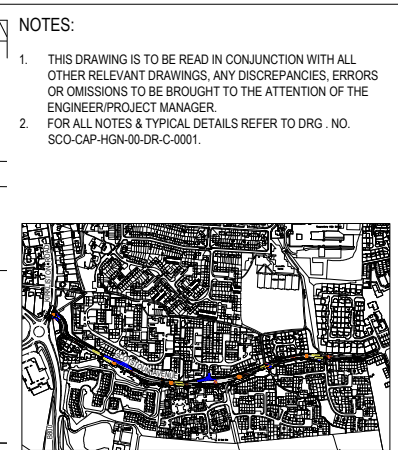 NOTES:
1. THIS DRAWING IS TO BE READ IN CONJUNCTION WITH ALL
OTHER RELEVANT DRAWINGS, ANY DISCREPANCIES, ERRORS
OR OMISSIONS TO BE BROUGHT TO THE ATTENTION OF THE
ENGINEER/PROJECT MANAGER.
2. FOR ALL NOTES & TYPICAL DETAILS REFER TO DRG . NO.
SCO-CAP-HGN-00-DR-C-0001.